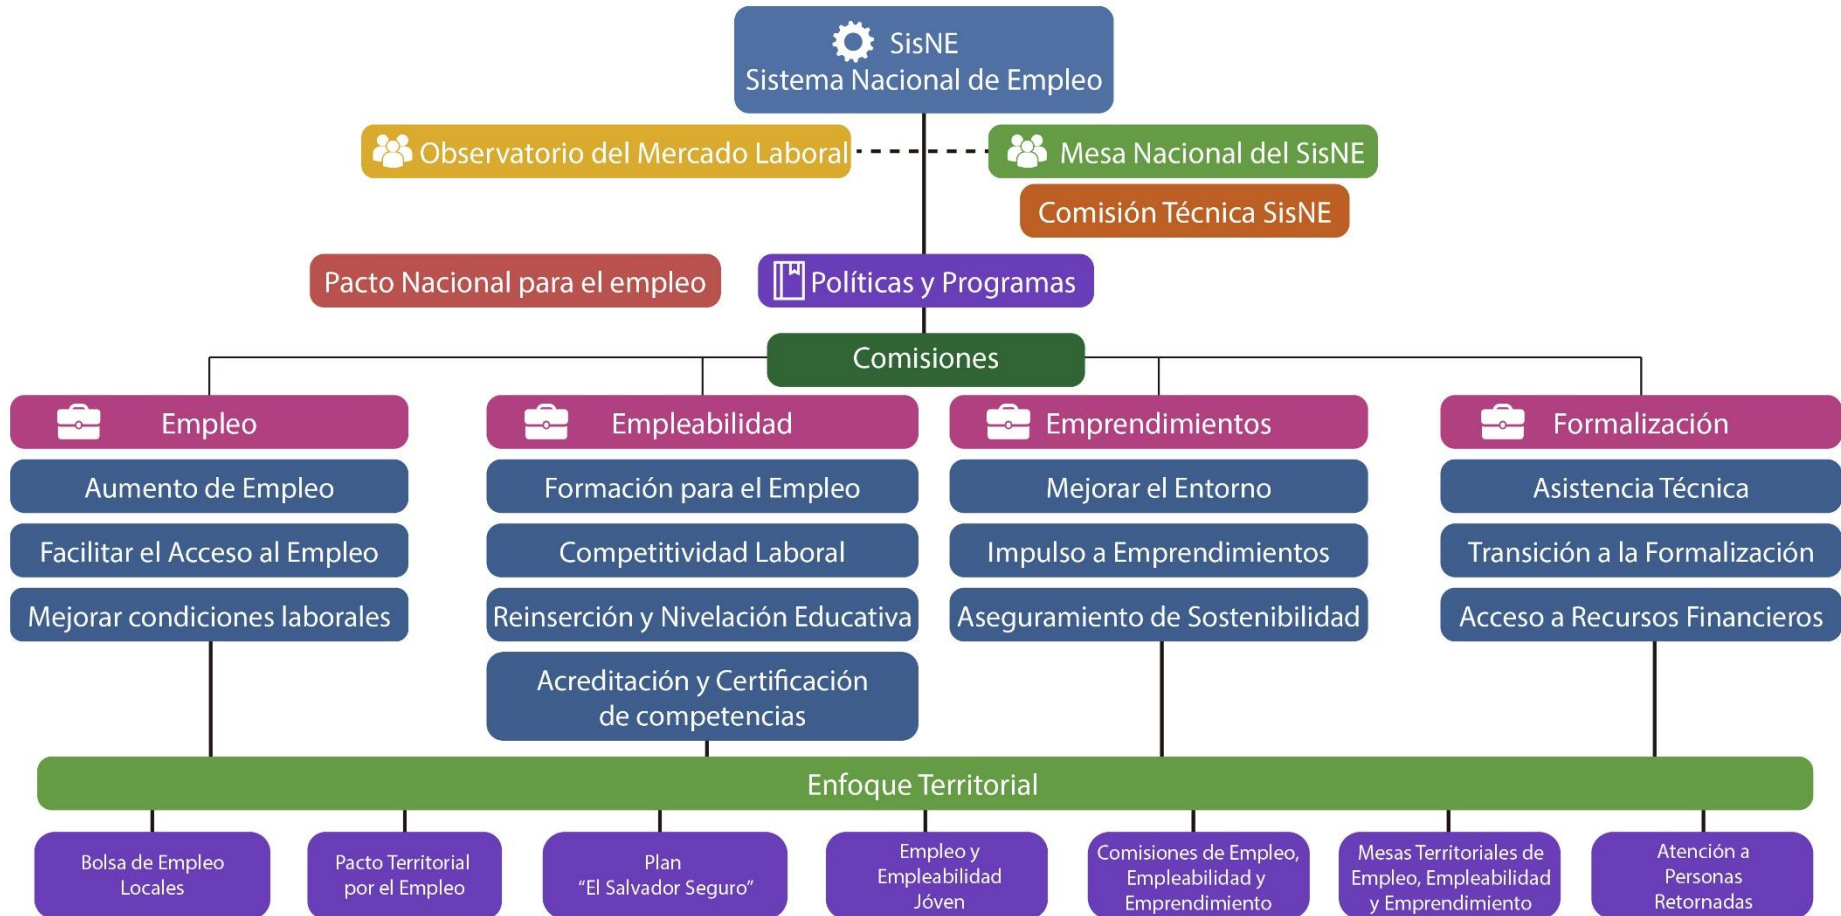 SisNE
Sistema Nacional de Empleo
Observatorio del Mercado Laboral
Mesa Nacional del SisNE
Comisión Técnica SisNE
Pacto Nacional para el empleo
Políticas y Programas
Comisiones
Empleo
Aumento de Empleo
Facilitar el Acceso al Empleo
Mejorar condiciones laborales
Empleabilidad
Formación para el Empleo
Competitividad Laboral
Reinserción y Nivelación Educativa
Acreditación y Certificación
de competencias
Emprendimientos
Mejorar el Entorno
Impulso a Emprendimientos
Aseguramiento de Sostenibilidad
Formalización
Asistencia Técnica
Transición a la Formalización
Acceso a Recursos Financieros
Enfoque Territorial
Bolsa de Empleo
Locales
Pacto Territorial
por el Empleo
Plan
“El Salvador Seguro”
Empleo y
Empleabilidad
Jóven
Comisiones de Empleo,
Empleabilidad y
Emprendimiento
Mesas Territoriales de
Empleo, Empleabilidad
y Emprendimiento
Atención a
Personas
Retornadas